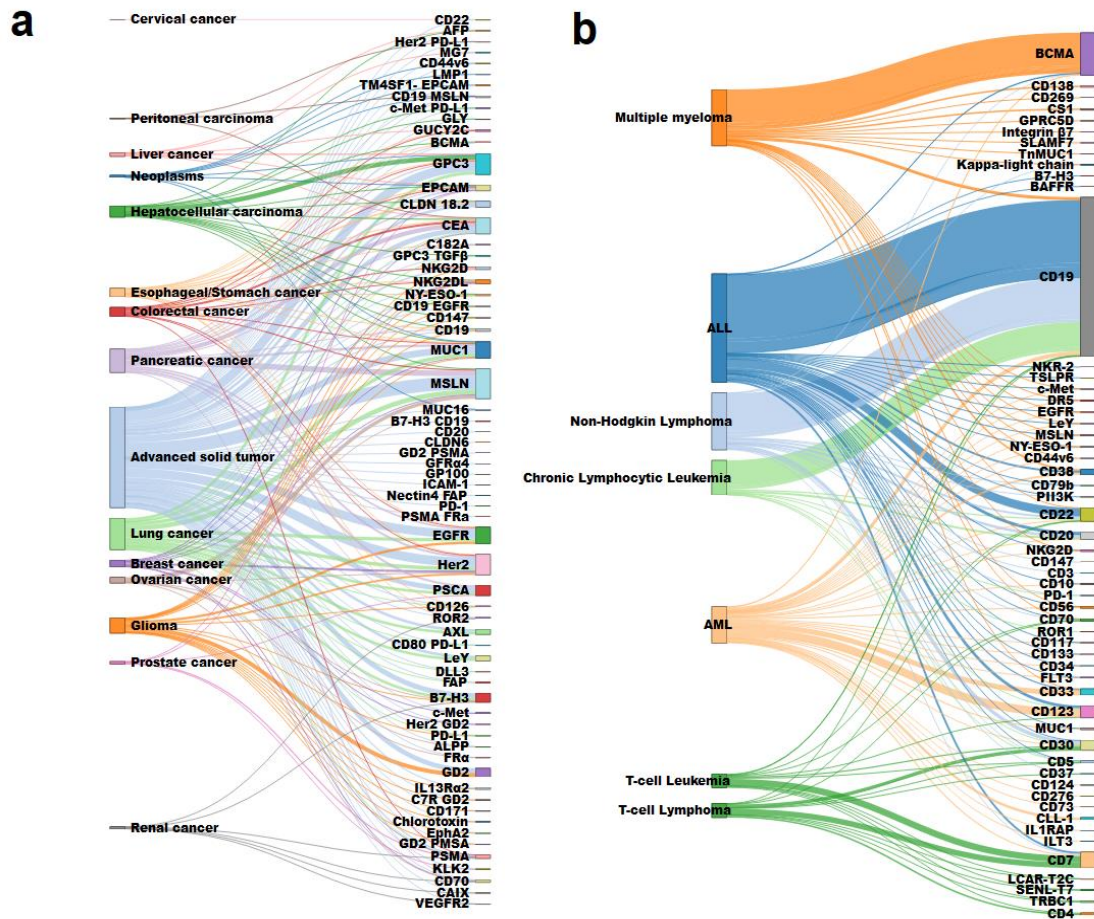 a
Cervical cancer
Peritoneal carcinoma
Liver cancer
Neoplasms
Hepatocellular carcinoma
Esophageal/Stomach cancer
Colorectal cancer
Pancreatic cancer
Advanced solid tumor
Lung cancer
Breast cancer
Ovarian cancer
Glioma
Prostate cancer
Renal cancer
CD22
AFP
Her2 PD-L1
MG7
CD44v6
LMP1
TM4SF1- EPCAM
CD19 MSLN
c-Met PD-L1
GLY
GUCY2C
BCMA
GPC3
EPCAM
CLDN 18.2
CEA
C182A
GPC3 TGFβ
NKG2D
NKG2DL
NY-ESO-1
CD19 EGFR
CD147
CD19
MUC1
MSLN
MUC16
B7-H3 CD19
CD20
CLDN6
GD2 PSMA
GFRα4
GP100
ICAM-1
Nectin4 FAP
PD-1
PSMA FRa
EGFR
Her2
PSCA
CD126
ROR2
AXL
CD80 PD-L1
LeY
DLL3
FAP
B7-H3
c-Met
Her2 GD2
PD-L1
ALPP
FRα
GD2
IL13Rα2
C7R GD2
CD171
Chlorotoxin
EphA2
GD2 PMSA
PSMA
KLK2
CD70
CAIX
VEGFR2
b
Multiple myeloma
ALL
Non-Hodgkin Lymphoma
Chronic Lymphocytic Leukemia
AML
T-cell Leukemia
T-cell Lymphoma
BCMA
CD138
CD269
CS1
GPRC5D
Integrin β7
SLAMF7
TnMUC1
Kappa-light chain
B7-H3
BAFFR
CD19
NKR-2
TSLPR
c-Met
DR5
EGFR
LeY
MSLN
NY-ESO-1
CD44v6
CD38
CD79b
PII3K
CD22
CD20
NKG2D
CD147
CD3
CD10
PD-1
CD56
CD70
ROR1
CD117
CD133
CD34
FLT3
CD33
CD123
MUC1
CD30
CD5
CD37
CD124
CD276
CD73
CLL-1
IL1RAP
ILT3
CD7
LCAR-T2C
SENL-T7
TRBC1
CD4